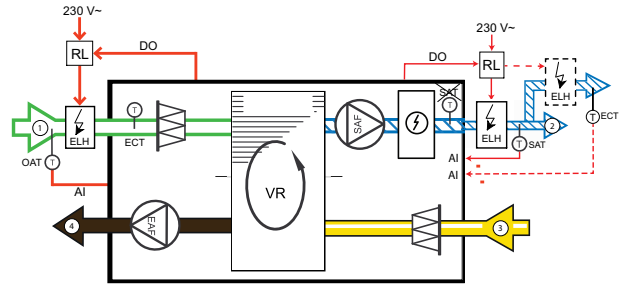 230 V~
230 V~
DO
DO
RL
RL
SAT
ELH
ECT
T
T
1
ELH
ECT
SAF
T
ELH
2
T
SAT
T
OAT
T
AI
AI
AI
VR
4
EAF
3